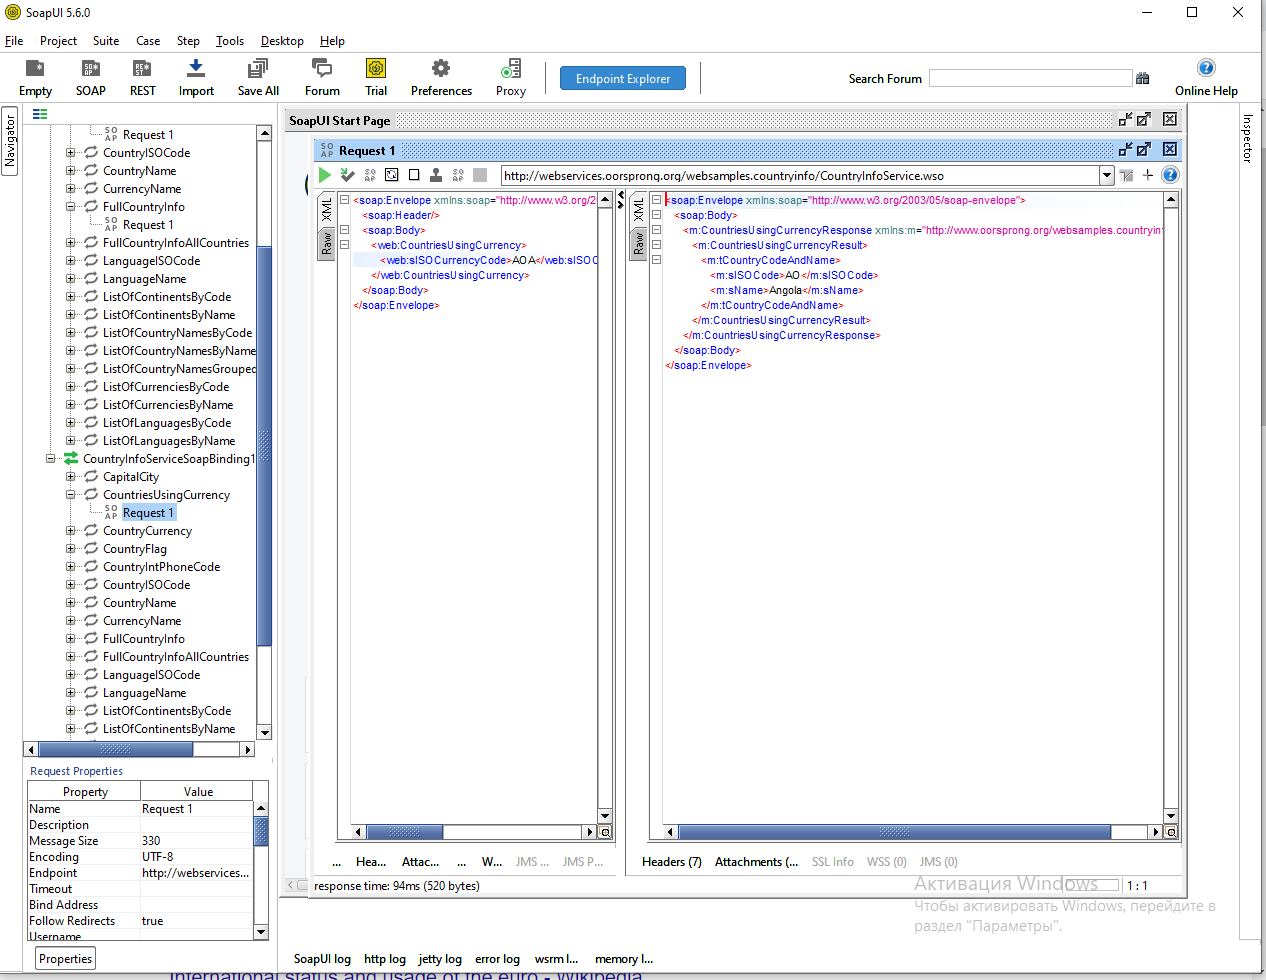 SoapUI 5.6.0
File Project Suite Case Step Tools Desktop Help
Empty SOAP REST Import Save All Forum Trial Preferences Proxy Endpoint Explorer Search Forum Online Help
Navigator
Inspector
Request 1
CountryISOCode
CountryName
CurrencyName
FullCountryInfo
Request 1
FullCountryInfoAllCountries
LanguageISOCode
LanguageName
ListOfContinentsByCode
ListOfContinentsByName
ListOfCountryNamesByCode
ListOfCountryNamesByName
ListOfCountryNamesGrouped
ListOfCurrenciesByCode
ListOfCurrenciesByName
ListOfLanguagesByCode
ListOfLanguagesByName
CountryInfoServiceSoapBinding1
CapitalCity
CountriesUsingCurrency
Request 1
CountryCurrency
CountryFlag
CountryIntPhoneCode
CountryISOCode
CountryName
CurrencyName
FullCountryInfo
FullCountryInfoAllCountries
LanguageISOCode
LanguageName
ListOfContinentsByCode
ListOfContinentsByName
Request Properties
Property Value
Name Request 1
Description
Message Size 330
Encoding UTF-8
Endpoint http://webservices...
Timeout
Bind Address
Follow Redirects true
Username
Properties
SoapUI Start Page
Request 1
http://webservices.oorsprong.org/websamples.countryinfo/CountryInfoService.wso
XML
Raw
<soap:Envelope xmlns:soap="http://www.w3.org/2
<soap:Header/>
<soap:Body>
<web:CountriesUsingCurrency>
<web:sISOCurrencyCode>AOA</web:sISOC
</web:CountriesUsingCurrency>
</soap:Body>
</soap:Envelope>
XML
Raw
<soap:Envelope xmlns:soap="http://www.w3.org/2003/05/soap-envelope">
<soap:Body>
<m:CountriesUsingCurrencyResponse xmlns:m="http://www.oorsprong.org/websamples.countryinf
<m:CountriesUsingCurrencyResult>
<m:tCountryCodeAndName>
<m:sISOCode>AO</m:sISOCode>
<m:sName>Angola</m:sName>
</m:tCountryCodeAndName>
</m:CountriesUsingCurrencyResult>
</m:CountriesUsingCurrencyResponse>
</soap:Body>
</soap:Envelope>
... Hea... Attac... ... W... JMS ... JMS P...
Headers (7) Attachments (... SSL Info WSS (0) JMS (0)
response time: 94ms (520 bytes)
1 : 1
Активация Windows
Чтобы активировать Windows, перейдите в
раздел "Параметры".
SoapUI log http log jetty log error log wsrm l... memory l...
International status and usage of the euro - Wikipedia